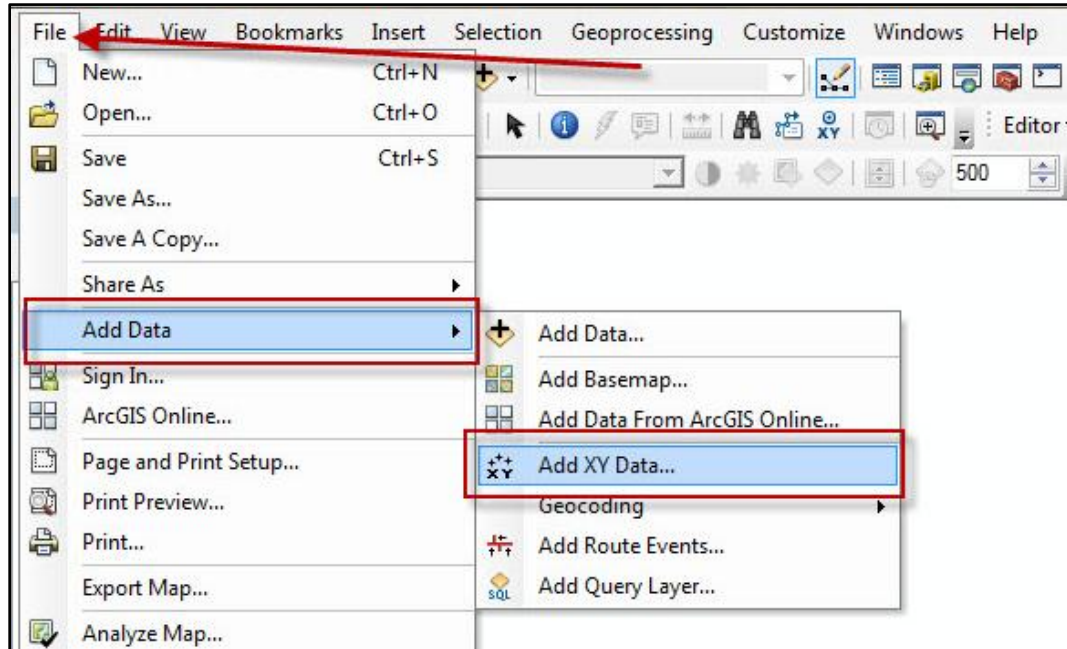 File Edit View Bookmarks Insert Selection Geoprocessing Customize Windows Help
New... Ctrl+N
Open... Ctrl+O
XY
Editor
Save Ctrl+S
500
Save As...
Save A Copy...
Share As
Add Data
Add Data...
Sign In...
Add Basemap...
ArcGIS Online...
Add Data From ArcGIS Online...
Page and Print Setup...
XY Add XY Data...
Print Preview...
Geocoding
Print...
Add Route Events...
Export Map...
SQL Add Query Layer...
Analyze Map...